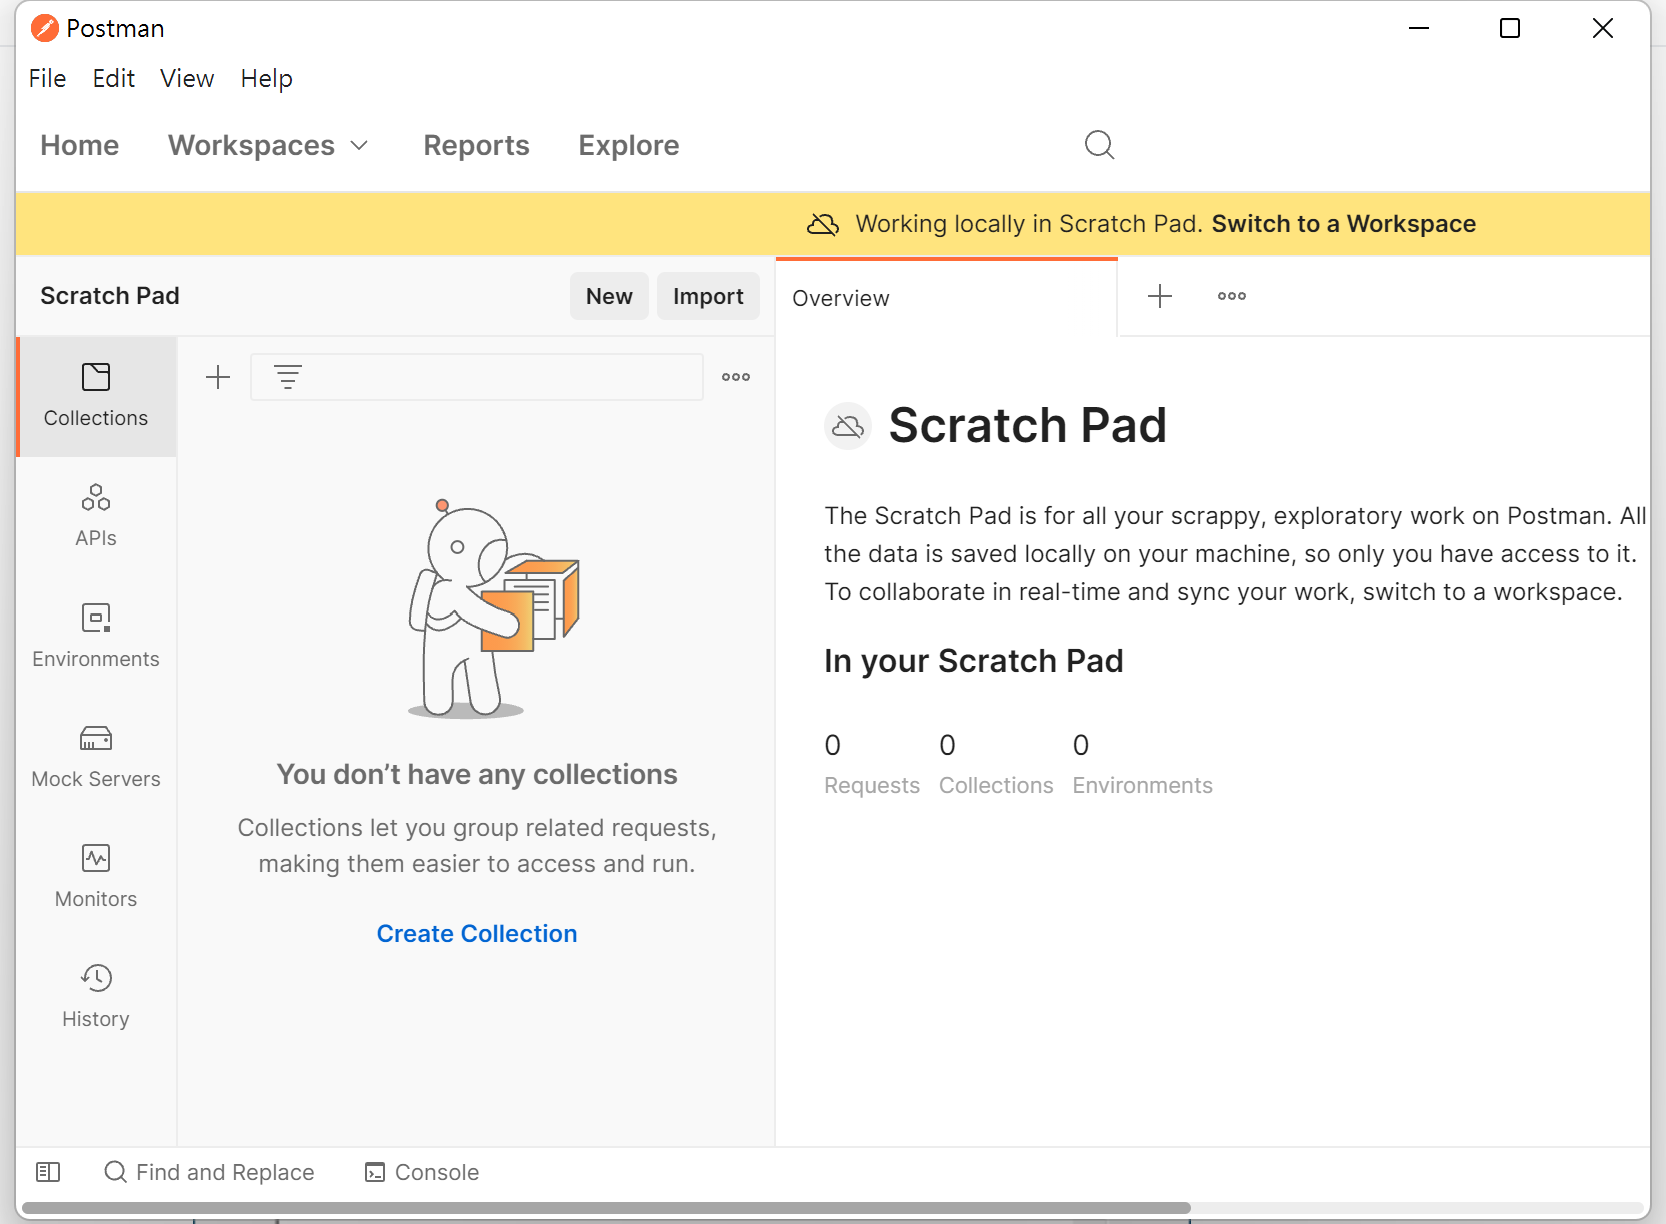 Postman
File Edit View Help
Home Workspaces Reports Explore
Working locally in Scratch Pad. Switch to a Workspace
Scratch Pad
New Import
Overview
Collections
APIs
Environments
Mock Servers
Monitors
History
You don’t have any collections
Collections let you group related requests,
making them easier to access and run.
Create Collection
Scratch Pad
The Scratch Pad is for all your scrappy, exploratory work on Postman. All
the data is saved locally on your machine, so only you have access to it.
To collaborate in real-time and sync your work, switch to a workspace.
In your Scratch Pad
0 0 0
Requests Collections Environments
Find and Replace Console